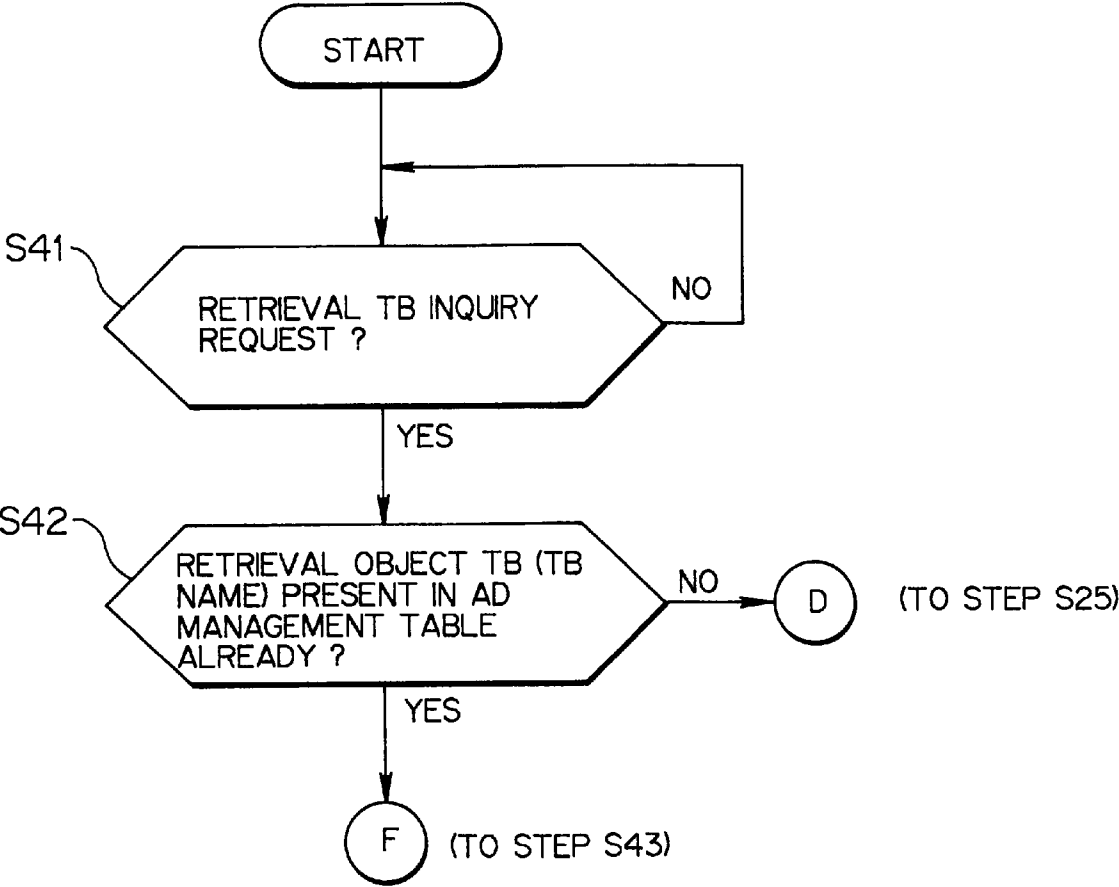 START
S41
RETRIEVAL TB INQUIRY
REQUEST ?
NO
YES
S42
RETRIEVAL OBJECT TB (TB
NAME) PRESENT IN AD
MANAGEMENT TABLE
ALREADY ?
NO
D
(TO STEP S25)
YES
F
(TO STEP S43)